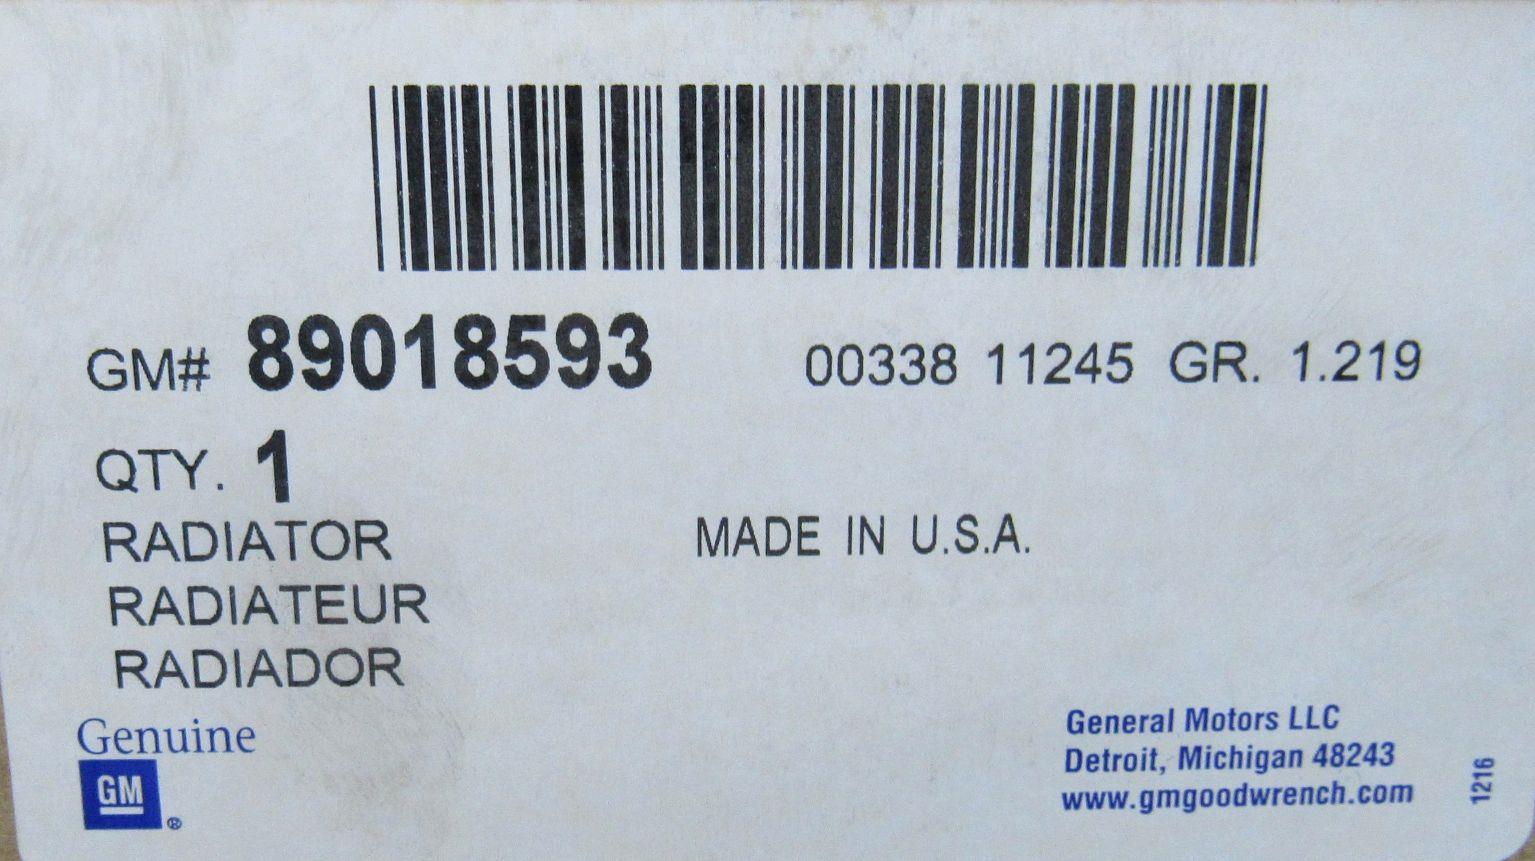 GM# 89018593 00338 11245 GR. 1.219
QTY. 1
RADIATOR MADE IN U.S.A.
RADIATEUR
RADIADOR
Genuine
GM ®
General Motors LLC
Detroit, Michigan 48243
www.gmgoodwrench.com
1216